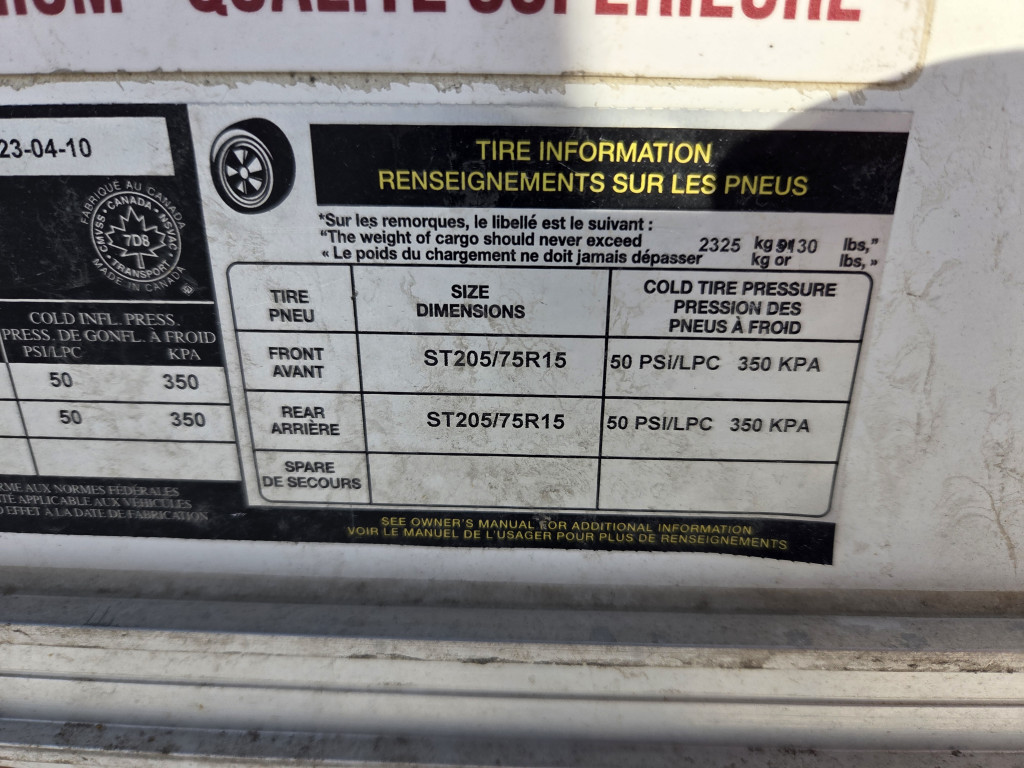 QUALITÉ SUPÉRIEURE
23-04-10
FABRIQUÉ AU CANADA
CMVSS • CANADA • NSVAC
7D8
• TRANSPORT •
MADE IN CANADA
COLD INFL. PRESS.
PRESS. DE GONFL. À FROID
PSI/LPC KPA
50 350
50 350
ORME AUX NORMES FÉDÉRALES
TÉ APPLICABLE AUX VÉHICULES
EFFET A LA DATE DE FABRICATION
TIRE INFORMATION
RENSEIGNEMENTS SUR LES PNEUS
*Sur les remorques, le libellé est le suivant :
"The weight of cargo should never exceed 2325 kg 30 lbs,"
« Le poids du chargement ne doit jamais dépasser kg or lbs, »
TIRE
PNEU
SIZE
DIMENSIONS
COLD TIRE PRESSURE
PRESSION DES
PNEUS À FROID
FRONT
AVANT
ST205/75R15
50 PSi/LPC 350 KPA
REAR
ARRIÈRE
ST205/75R15
50 PSI/LPC 350 KPA
SPARE
DE SECOURS
SEE OWNER'S MANUAL FOR ADDITIONAL INFORMATION
VOIR LE MANUEL DE L'USAGER POUR PLUS DE RENSEIGNEMENTS